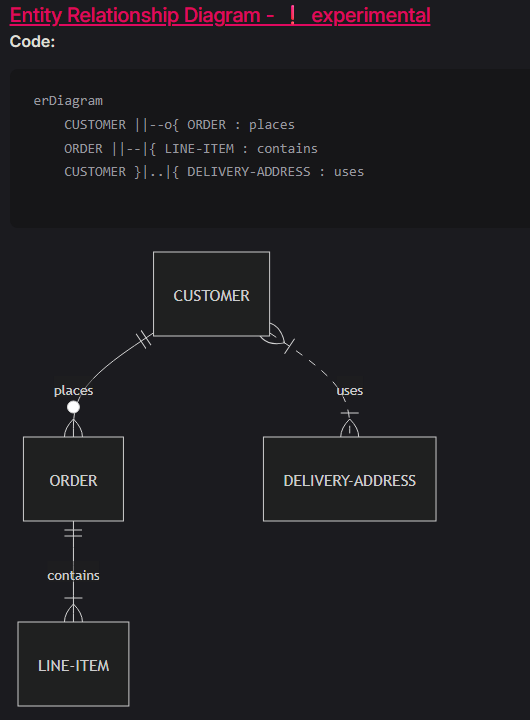 Entity Relationship Diagram - ❗ experimental
Code:
erDiagram
    CUSTOMER ||--o{ ORDER : places
    ORDER ||--|{ LINE-ITEM : contains
    CUSTOMER }|..|{ DELIVERY-ADDRESS : uses
CUSTOMER
places
uses
ORDER
DELIVERY-ADDRESS
contains
LINE-ITEM